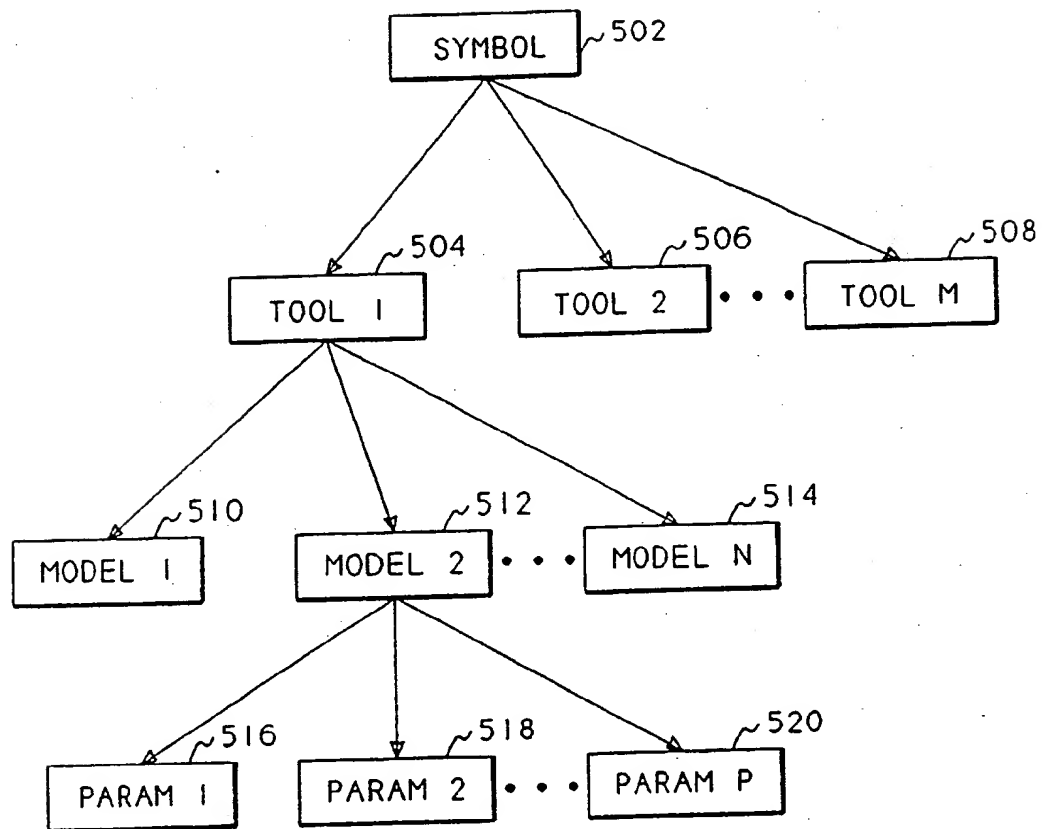 SYMBOL 502
504 506 508
TOOL 1 TOOL 2 • • • TOOL M
510 512 514
MODEL 1 MODEL 2 • • • MODEL N
516 518 520
PARAM 1 PARAM 2 • • • PARAM P